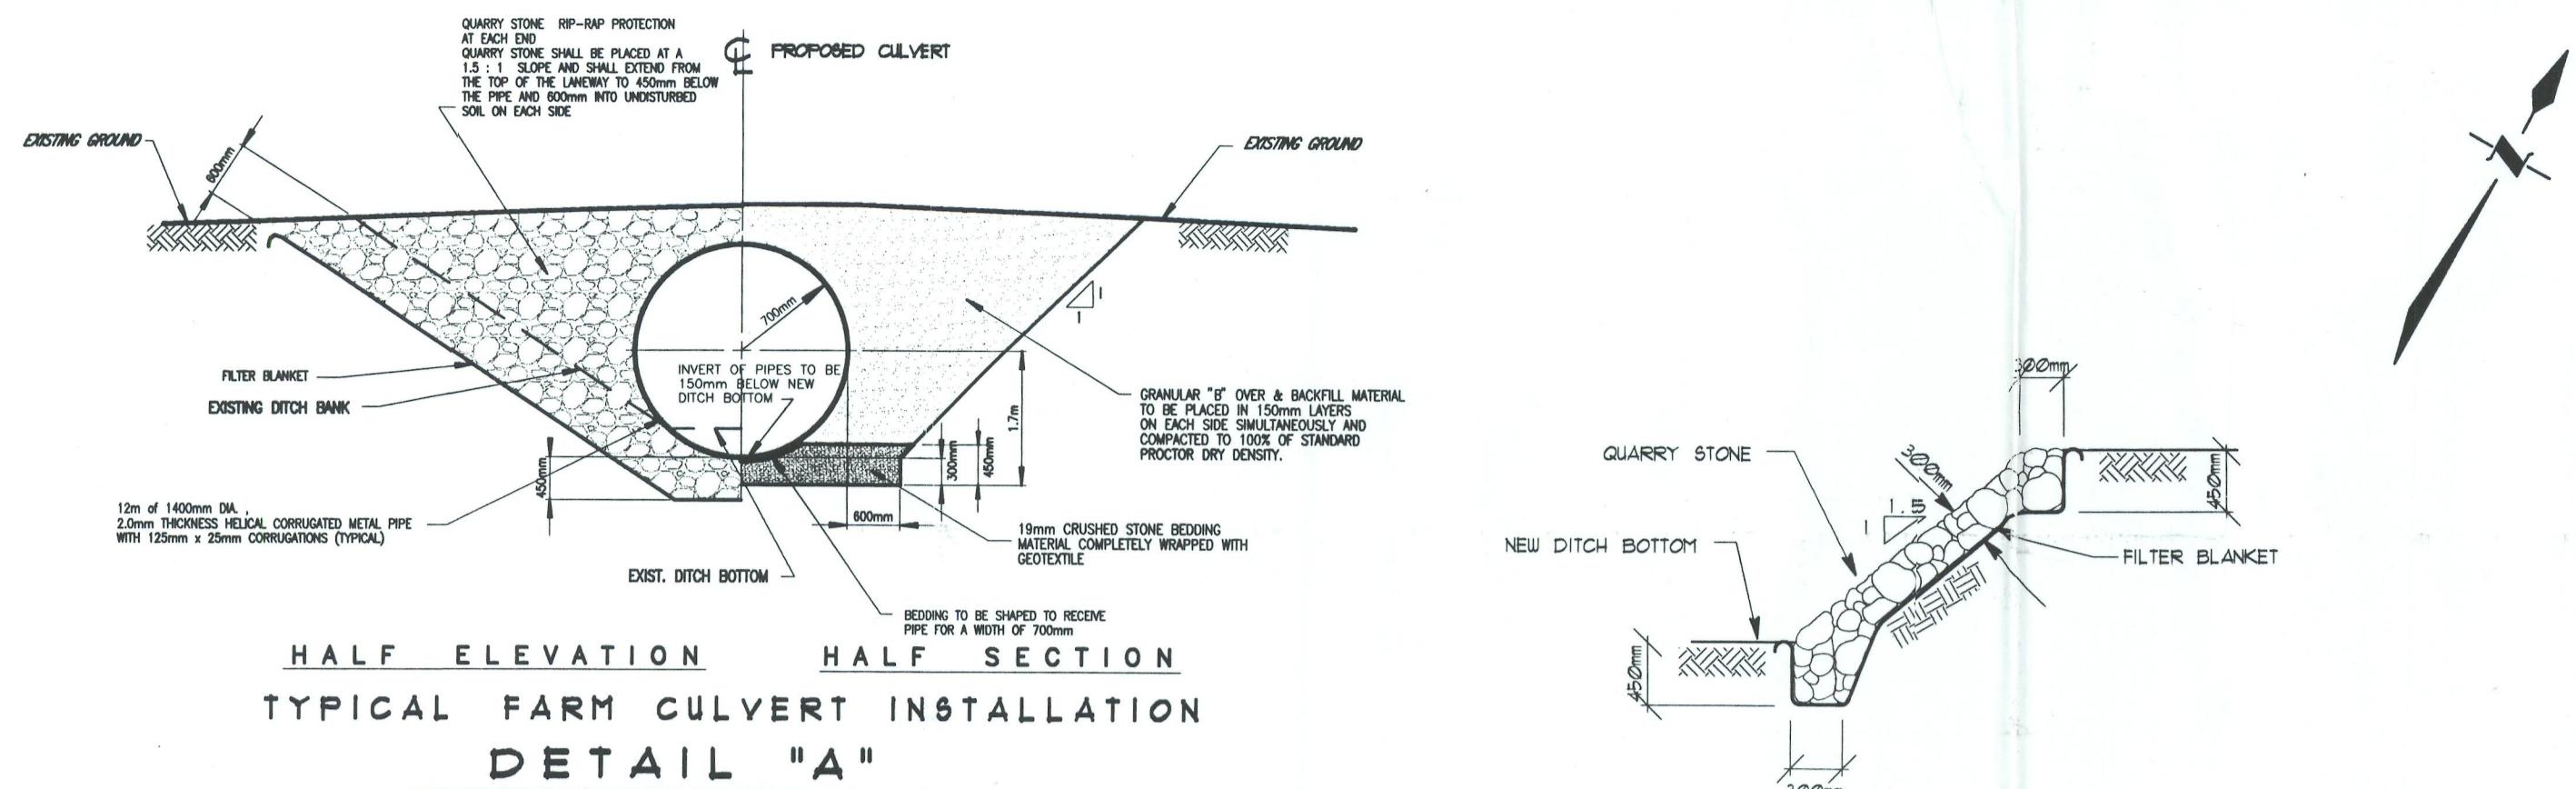 QUARRY STONE RIP-RAP PROTECTION
AT EACH END
QUARRY STONE SHALL BE PLACED AT A
1.5 : 1 SLOPE AND SHALL EXTEND FROM
THE TOP OF THE LANEWAY TO 450mm BELOW
THE PIPE AND 600mm INTO UNDISTURBED
SOIL ON EACH SIDE
PROPOSED CULVERT
EXISTING GROUND
600mm
EXISTING GROUND
N
700mm
1
1
INVERT OF PIPES TO BE
150mm BELOW NEW
DITCH BOTTOM
FILTER BLANKET
EXISTING DITCH BANK
1.7m
GRANULAR "B" OVER & BACKFILL MATERIAL
TO BE PLACED IN 150mm LAYERS
ON EACH SIDE SIMULTANEOUSLY AND
COMPACTED TO 100% OF STANDARD
PROCTOR DRY DENSITY.
450mm
300mm
450mm
600mm
12m of 1400mm DIA. ,
2.0mm THICKNESS HELICAL CORRUGATED METAL PIPE
WITH 125mm x 25mm CORRUGATIONS (TYPICAL)
19mm CRUSHED STONE BEDDING
MATERIAL COMPLETELY WRAPPED WITH
GEOTEXTILE
EXIST. DITCH BOTTOM
BEDDING TO BE SHAPED TO RECEIVE
PIPE FOR A WIDTH OF 700mm
HALF ELEVATION
HALF SECTION
TYPICAL FARM CULVERT INSTALLATION
DETAIL "A"
300mm
QUARRY STONE
300mm
450mm
1.5
1
NEW DITCH BOTTOM
FILTER BLANKET
450mm